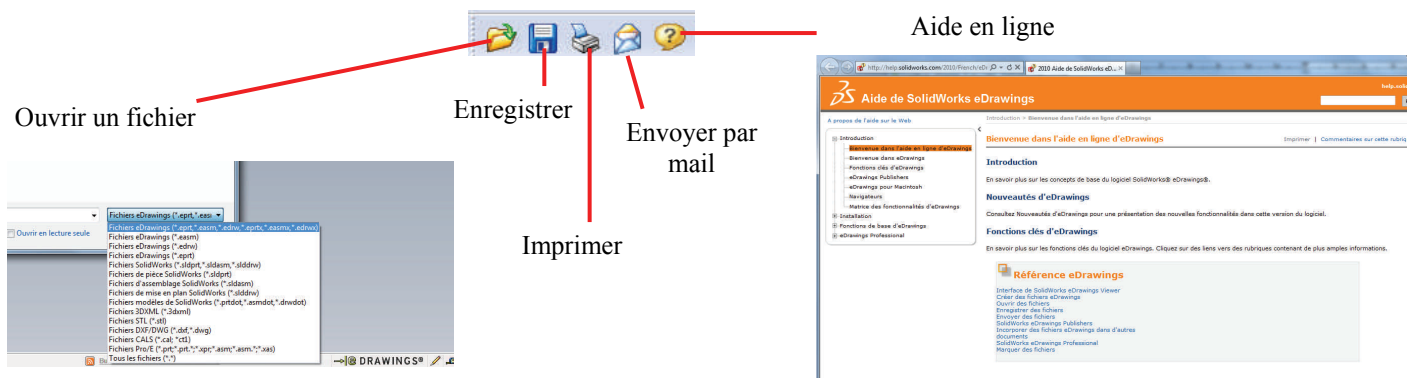 Aide en ligne
Ouvrir un fichier
Enregistrer
Envoyer par
mail
Imprimer
Fichiers eDrawings (*.eprt,*.easm
Ouvrir en lecture seule
Fichiers eDrawings (*.eprt,*.easm,*.edrw,*.eprtx,*.easmx,*.edrwx)
Fichiers eDrawings (*.easm)
Fichiers eDrawings (*.edrw)
Fichiers eDrawings (*.eprt)
Fichiers SolidWorks (*.sldprt,*.sldasm,*.slddrw)
Fichiers de pièce SolidWorks (*.sldprt)
Fichiers d'assemblage SolidWorks (*.sldasm)
Fichiers de mise en plan SolidWorks (*.slddrw)
Fichiers modèles de SolidWorks (*.prtdot,*.asmdot,*.drwdot)
Fichiers 3DXML (*.3dxml)
Fichiers STL (*.stl)
Fichiers DXF/DWG (*.dxf,*.dwg)
Fichiers CALS (*.cal; *ct1)
Fichiers Pro/E (*.prt;*.prt.*;*.xpr;*.asm;*.asm.*;*.xas)
Tous les fichiers (*.*)
DRAWINGS®
http://help.solidworks.com/2010/French/eDr
2010 Aide de SolidWorks eD...
Aide de SolidWorks eDrawings
A propos de l'aide sur le Web
Introduction
Bienvenue dans l'aide en ligne d'eDrawings
Bienvenue dans eDrawings
Fonctions clés d'eDrawings
eDrawings Publishers
eDrawings pour Macintosh
Navigateurs
Matrice des fonctionnalités d'eDrawings
Installation
Fonctions de base d'eDrawings
eDrawings Professional
Introduction > Bienvenue dans l'aide en ligne d'eDrawings
Bienvenue dans l'aide en ligne d'eDrawings
Imprimer | Commentaires sur cette rubriq
Introduction
En savoir plus sur les concepts de base du logiciel SolidWorks® eDrawings®.
Nouveautés d'eDrawings
Consultez Nouveautés d'eDrawings pour une présentation des nouvelles fonctionnalités dans cette version du logiciel.
Fonctions clés d'eDrawings
En savoir plus sur les fonctions clés du logiciel eDrawings. Cliquez sur des liens vers des rubriques contenant de plus amples informations.
Référence eDrawings
Interface de SolidWorks eDrawings Viewer
Créer des fichiers eDrawings
Ouvrir des fichiers
Enregistrer des fichiers
Envoyer des fichiers
SolidWorks eDrawings Publishers
Incorporer des fichiers eDrawings dans d'autres
documents
SolidWorks eDrawings Professional
Marquer des fichiers